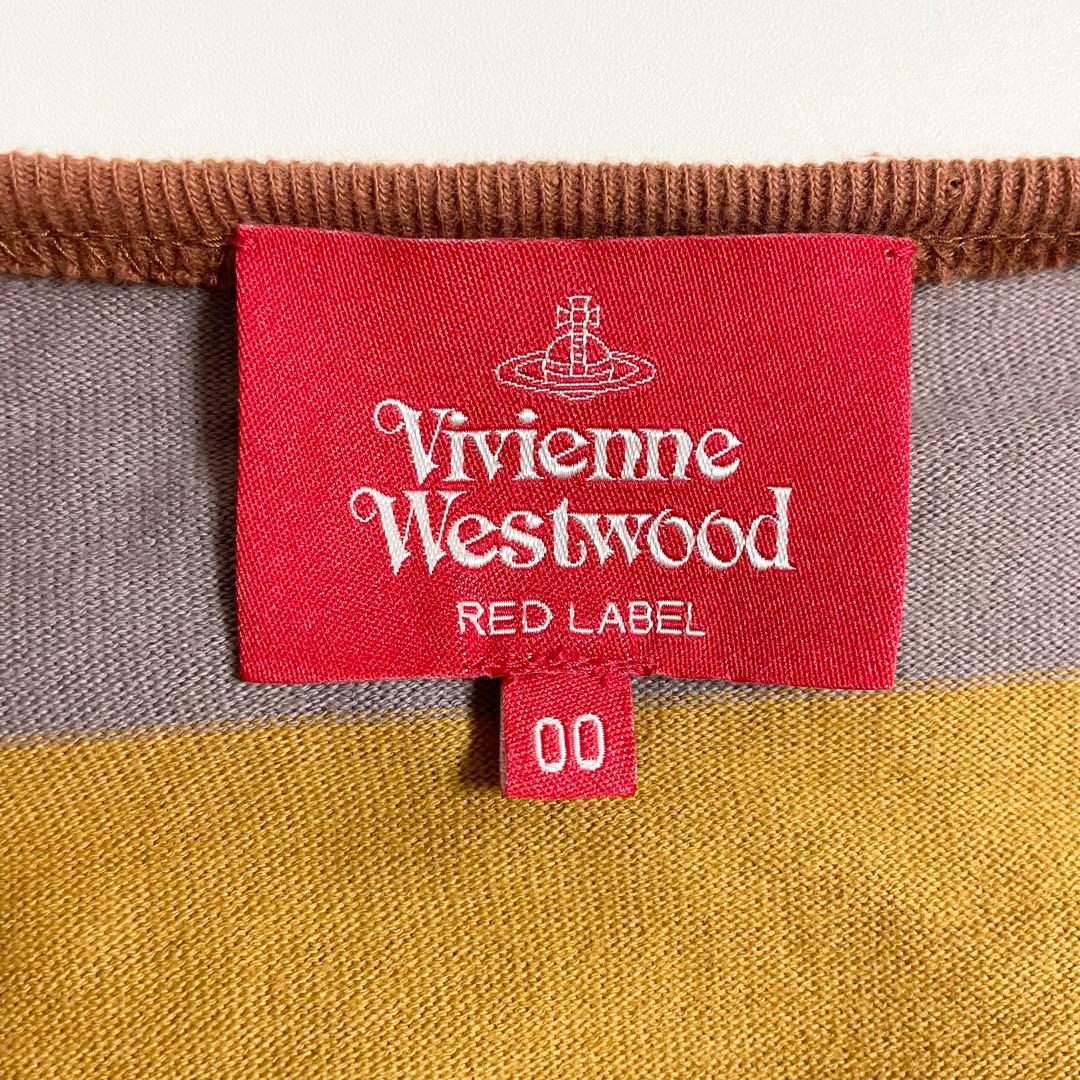 Vivienne
Westwood
RED LABEL
00